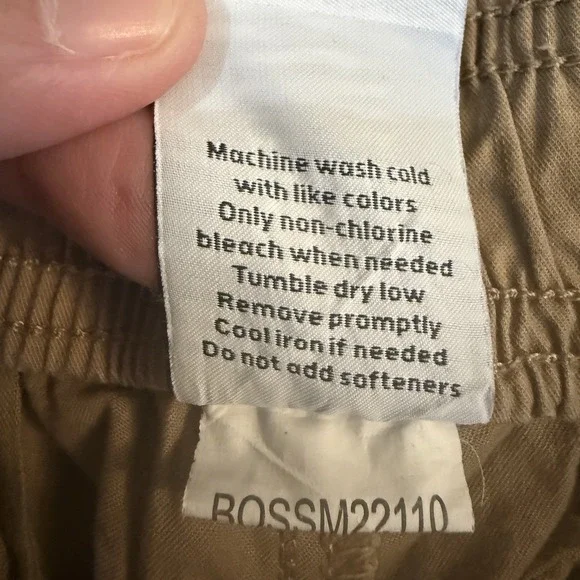 Machine wash cold
with like colors
Only non-chlorine
bleach when needed
Tumble dry low
Remove promptly
Cool iron if needed
Do not add softeners
BOSSM22110